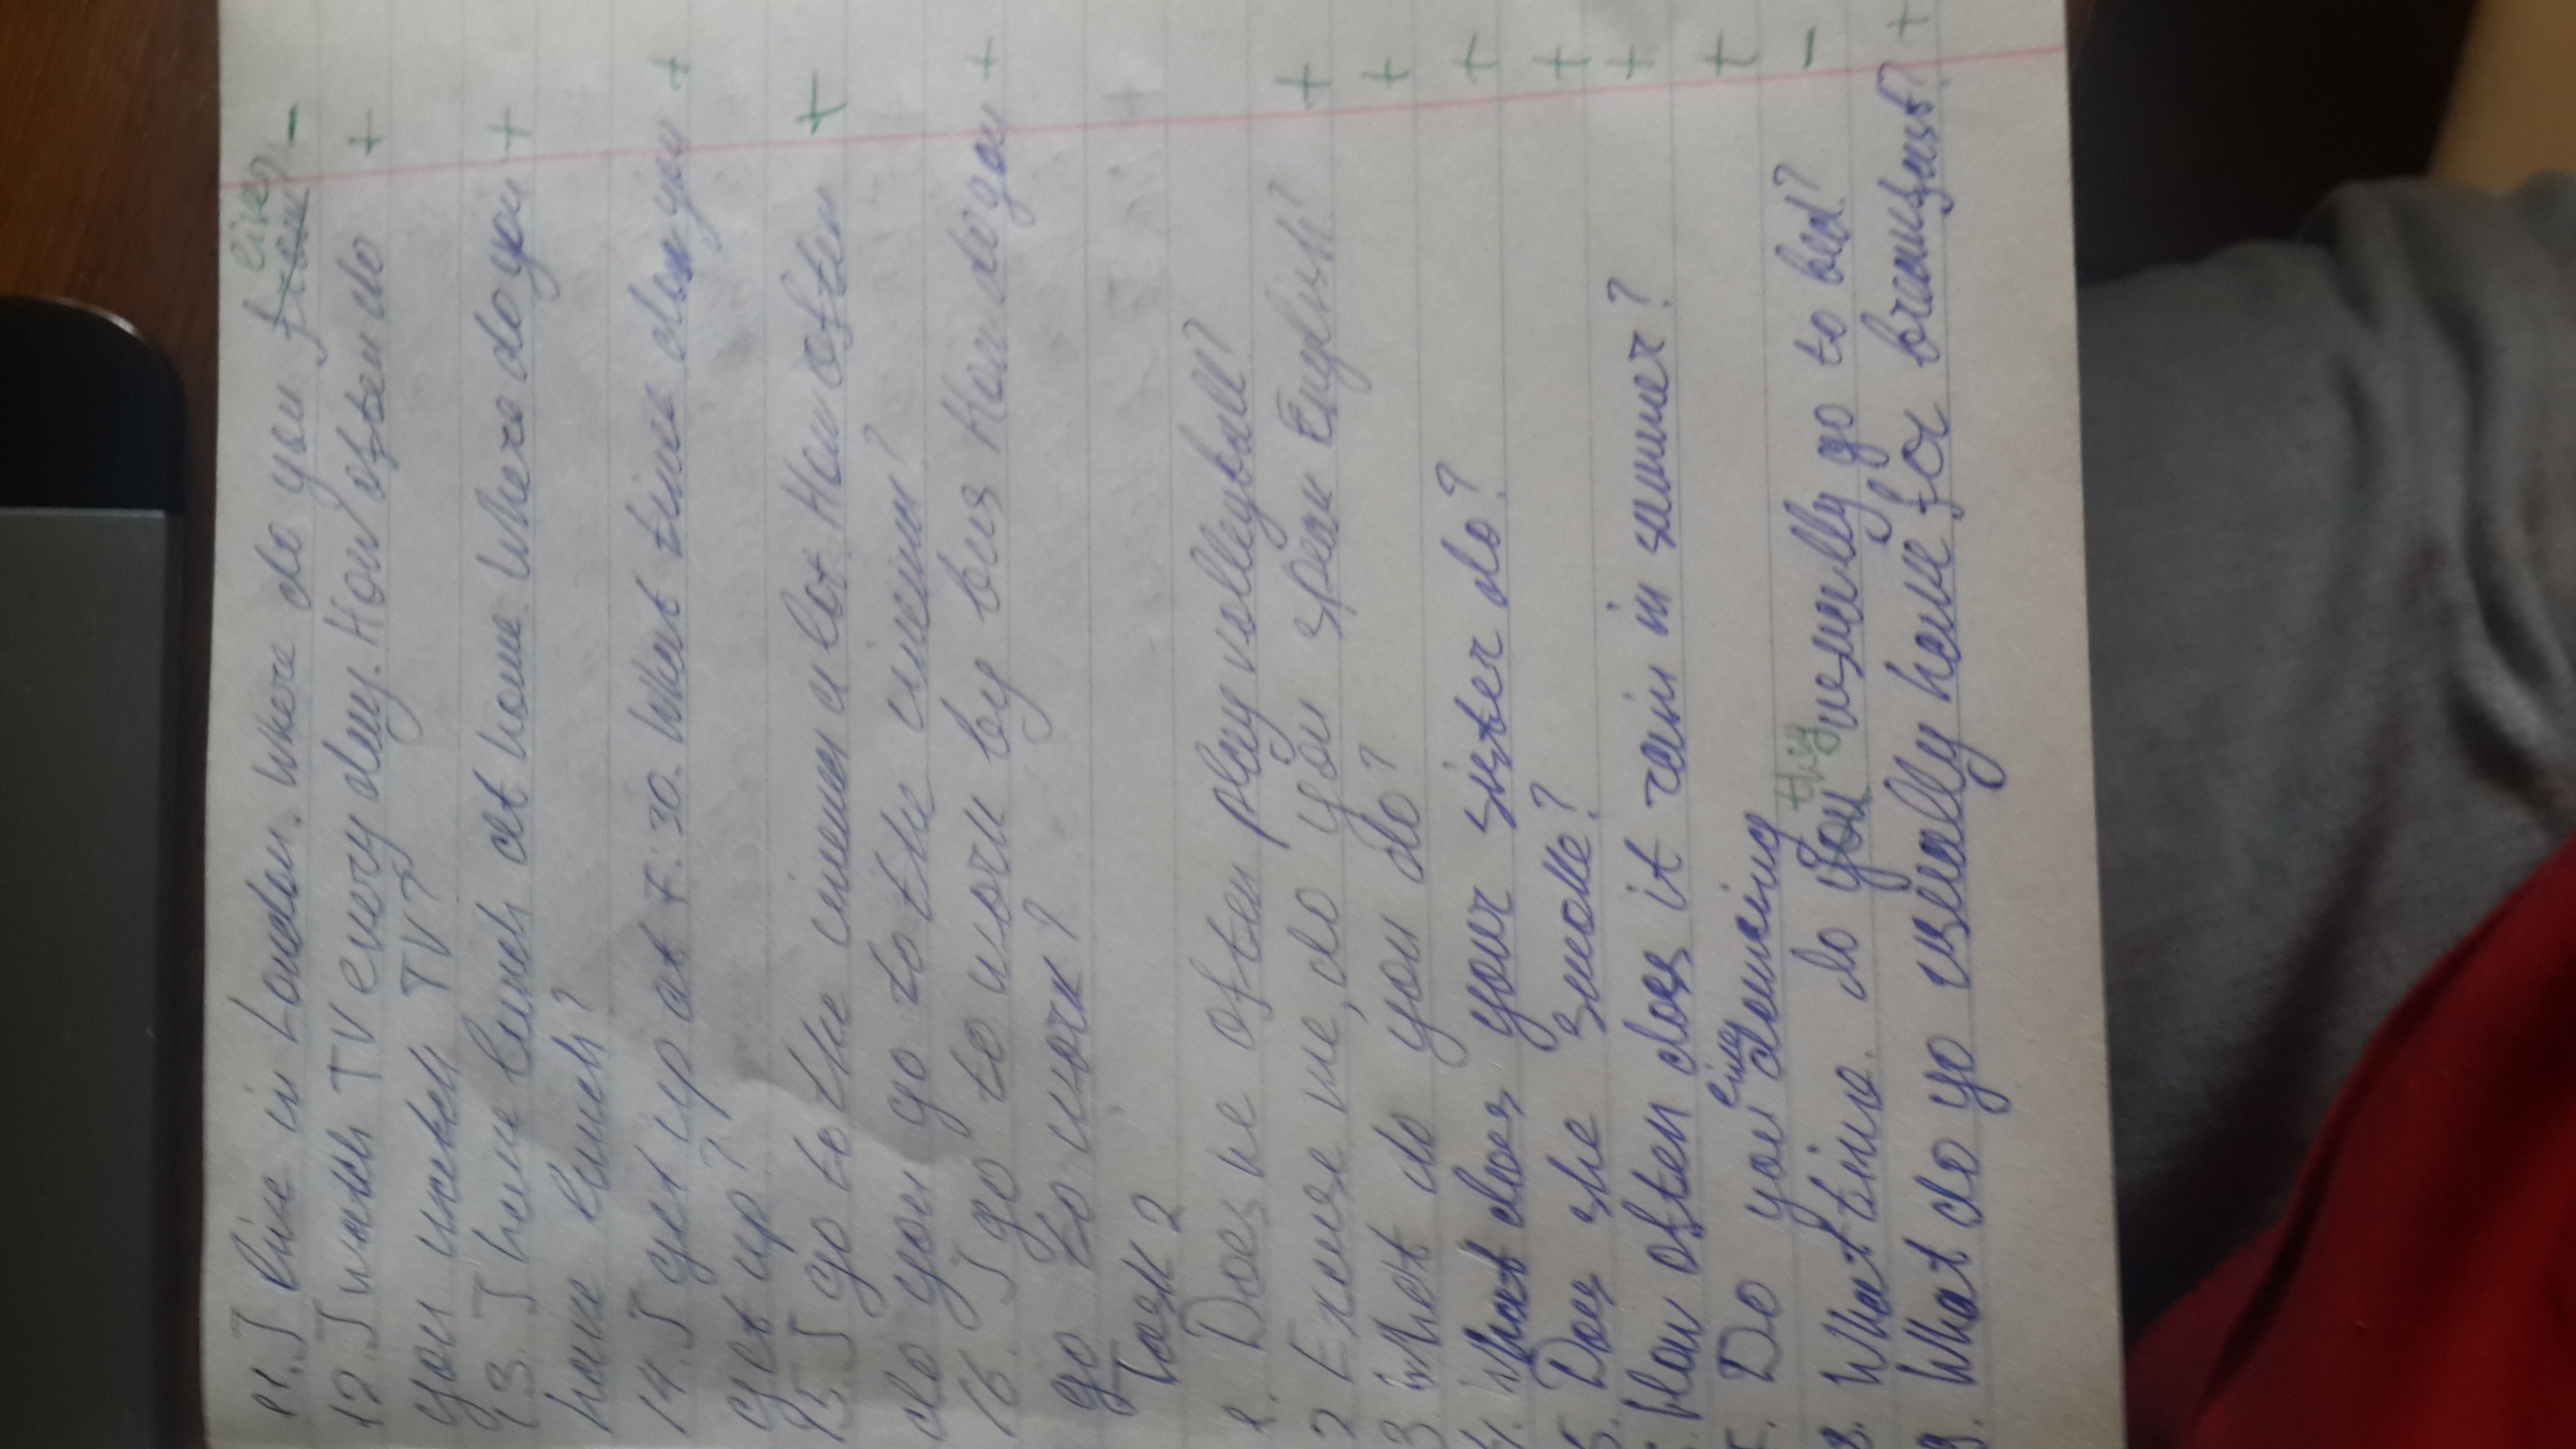 11. I live in London. Where do you from live? -
12. I watch TV every day. How often do +
you watch TV?
13. I have lunch at home. Where do you +
have lunch?
14. I get up at 7:30. What time do you +
get up?
15. I go to the cinema a lot. How often +
do you go to the cinema?
16. I go to work by bus How do you +
go to work?
Task 2
1. Does he often play volleyball?
2 Excuse me, do you speak English? +
3 What do you do? +
4. What does your sister do? +
5. Does she smoke? +
How often does it rain in summer? +
Do you like dancing +
8. What time. do you they usually go to bed? -
9. What do yo usually have for breakfast? +